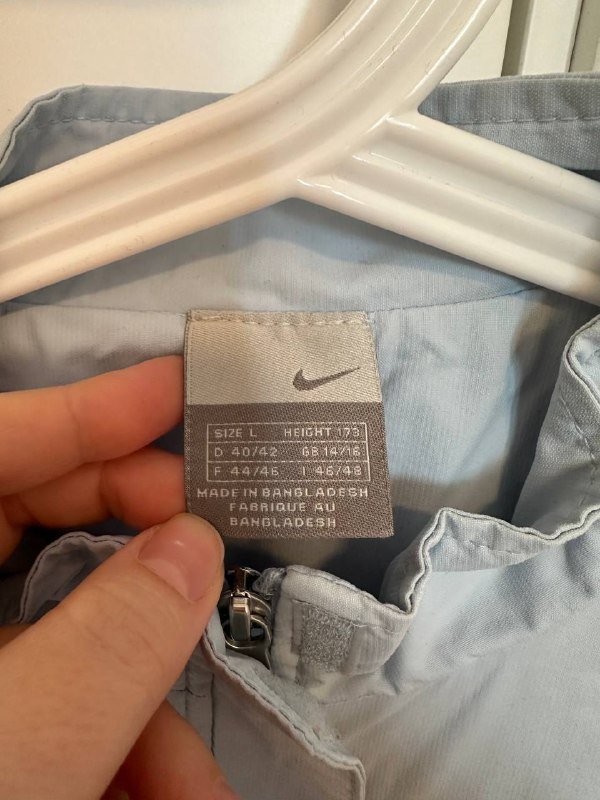 SIZE L HEIGHT 173
D 40/42 GB 14/16
F 44/46 I 46/48
MADE IN BANGLADESH
FABRIQUE AU
BANGLADESH